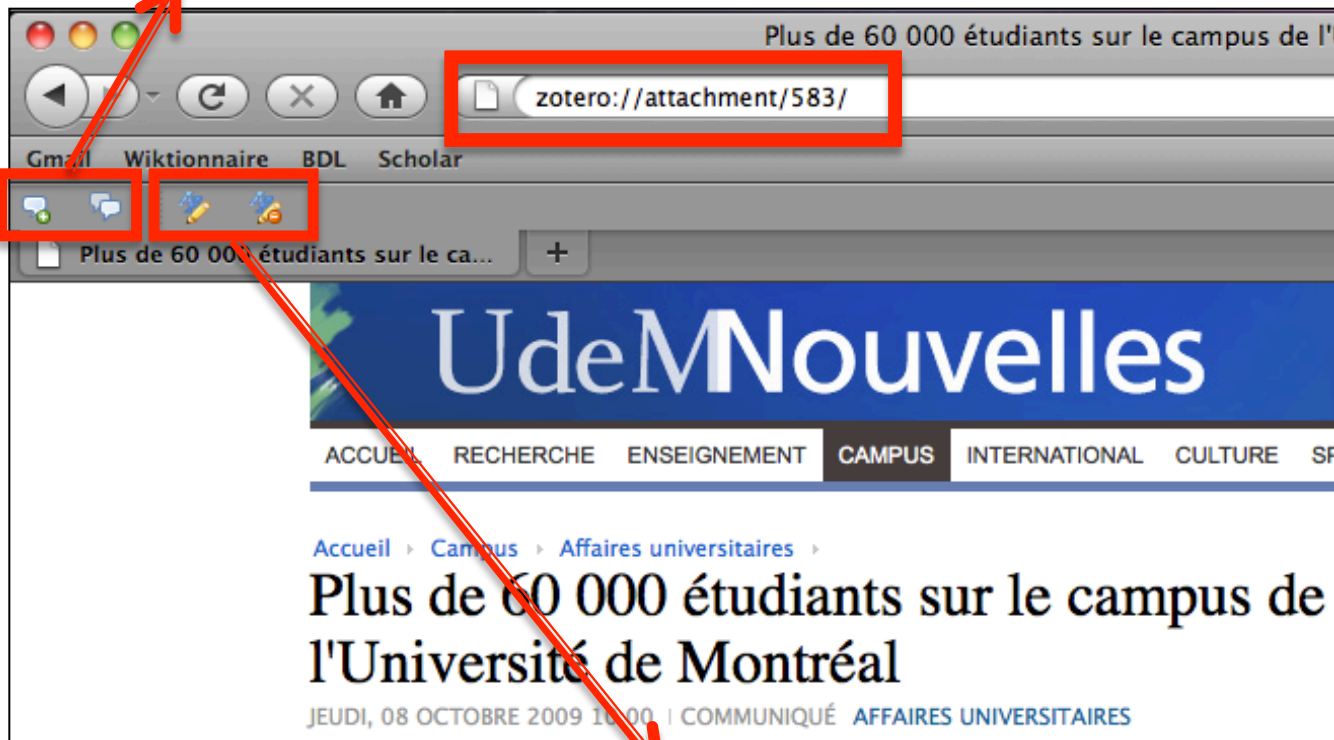 Plus de 60 000 étudiants sur le campus de l'
zotero://attachment/583/
Gmail Wiktionnaire BDL Scholar
Plus de 60 000 étudiants sur le ca... +
UdeMNouvelles
ACCUEIL RECHERCHE ENSEIGNEMENT CAMPUS INTERNATIONAL CULTURE
Accueil Campus Affaires universitaires
Plus de 60 000 étudiants sur le campus de
l'Université de Montréal
JEUDI, 08 OCTOBRE 2009 10:00 | COMMUNIQUÉ AFFAIRES UNIVERSITAIRES